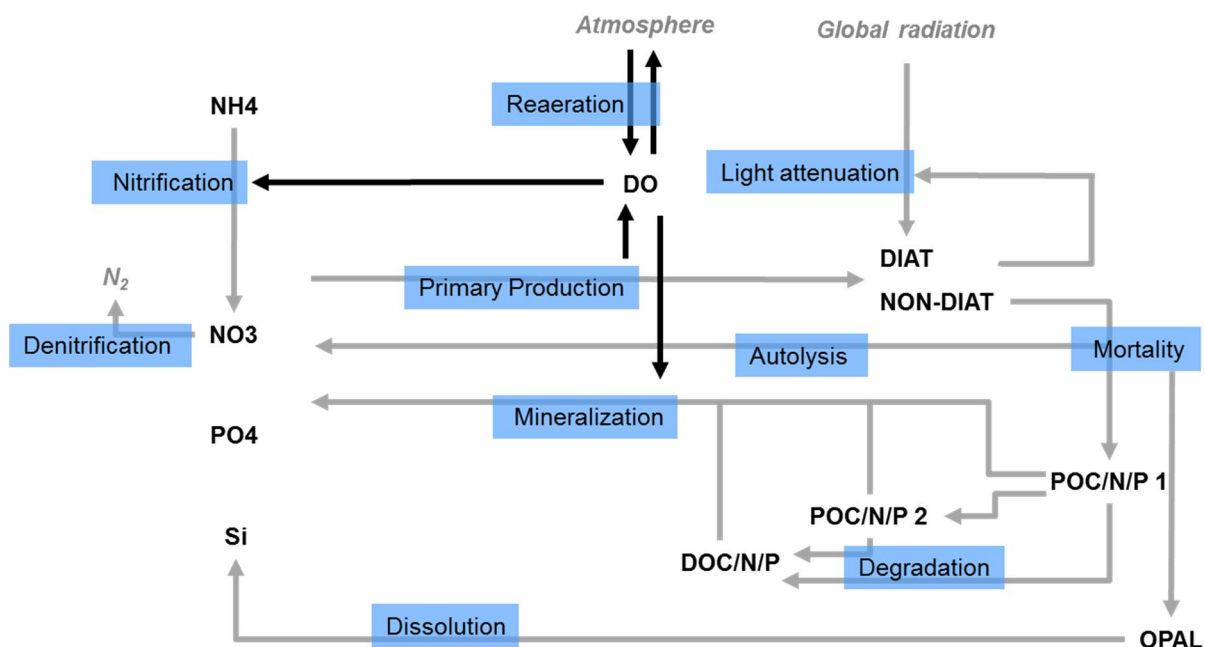 Atmosphere
Global radiation
NH4
Reaeration
Nitrification
DO
Light attenuation
DIAT
N2
Primary Production
NON-DIAT
Denitrification
NO3
Autolysis
Mortality
Mineralization
PO4
POC/N/P 1
POC/N/P 2
Si
DOC/N/P
Degradation
Dissolution
OPAL